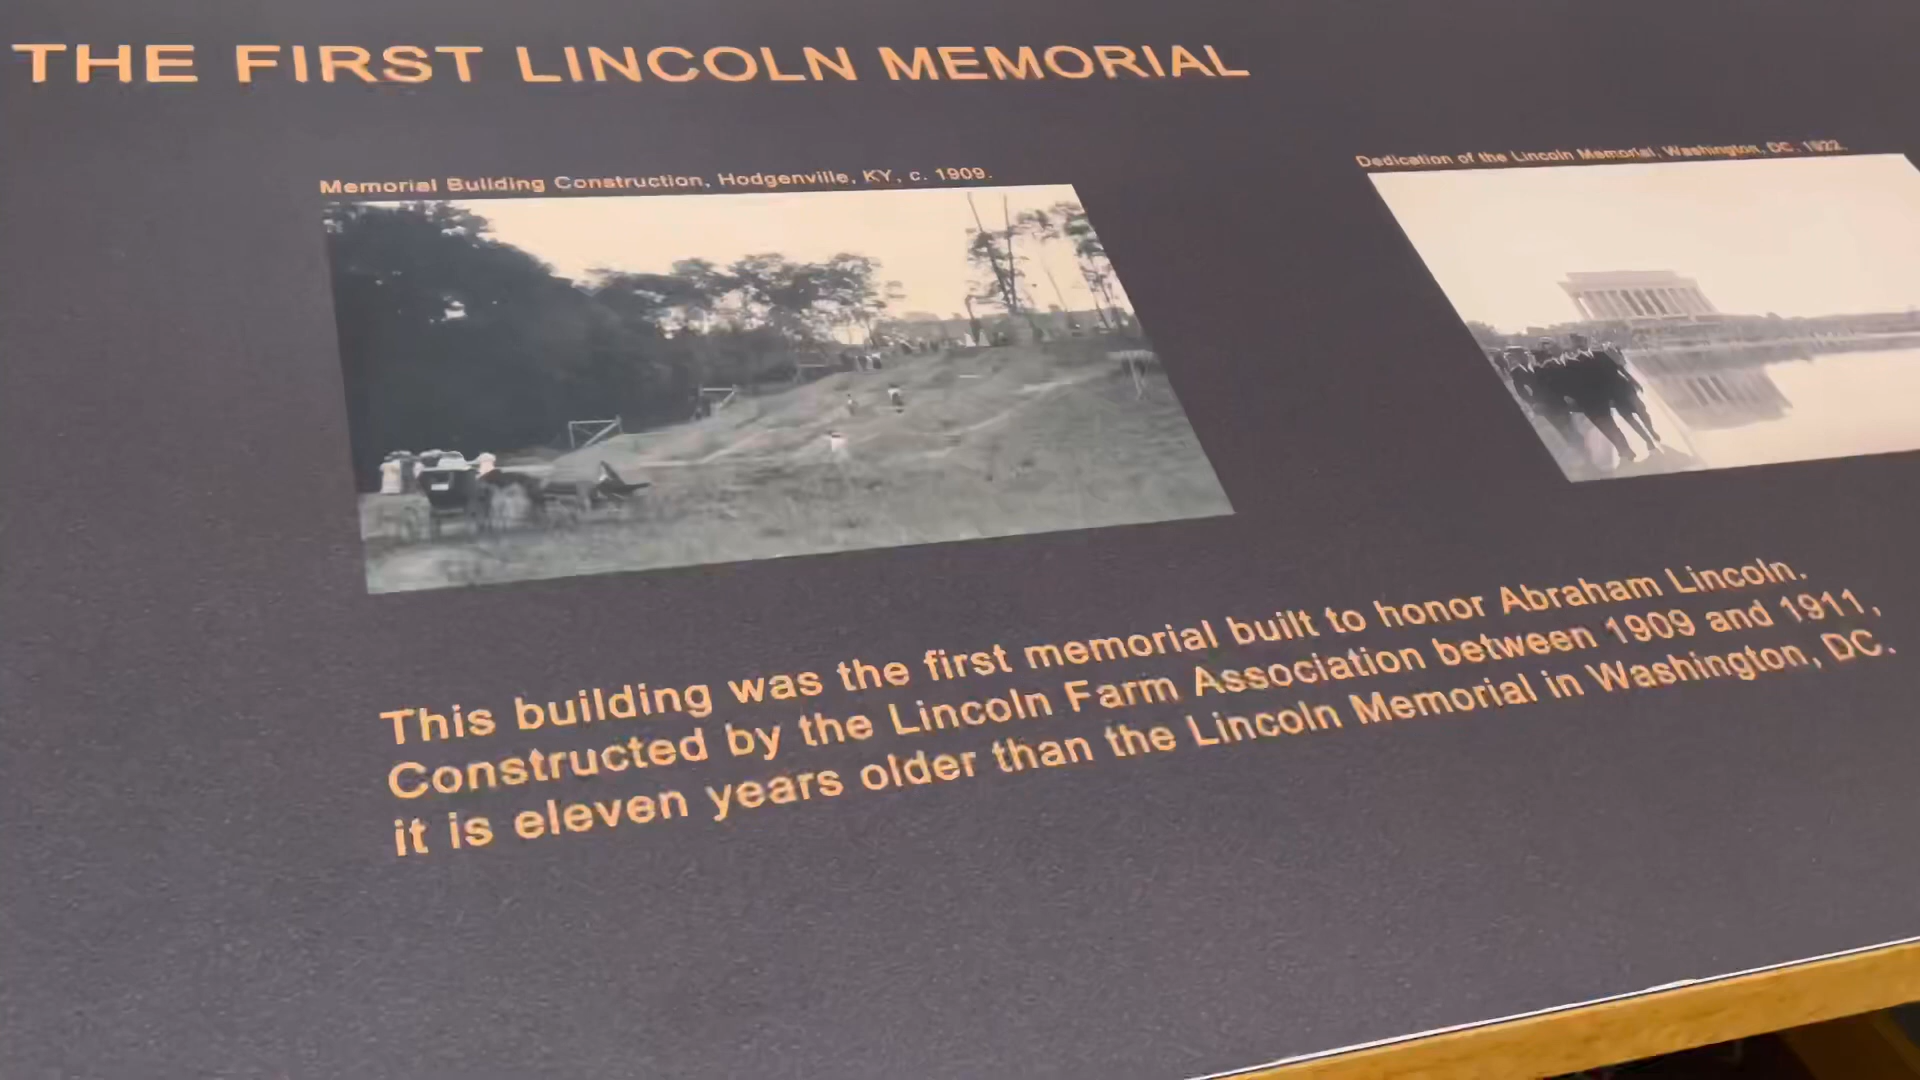 THE FIRST LINCOLN MEMORIAL
Memorial Building Construction, Hodgenville, KY, c. 1909.
Dedication of the Lincoln Memorial, Washington, DC. 1922.
This building was the first memorial built to honor Abraham Lincoln.
Constructed by the Lincoln Farm Association between 1909 and 1911,
it is eleven years older than the Lincoln Memorial in Washington, DC.